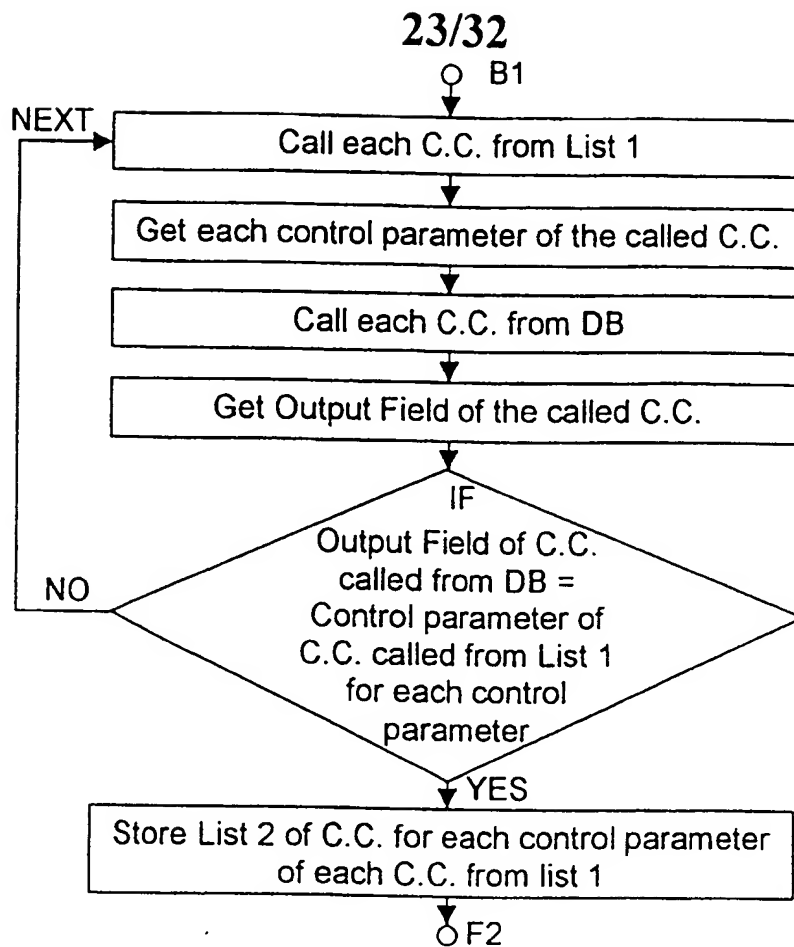 23/32
B1
NEXT
Call each C.C. from List 1
Get each control parameter of the called C.C.
Call each C.C. from DB
Get Output Field of the called C.C.
IF
Output Field of C.C.
called from DB =
Control parameter of
C.C. called from List 1
for each control
parameter
NO
YES
Store List 2 of C.C. for each control parameter
of each C.C. from list 1
F2